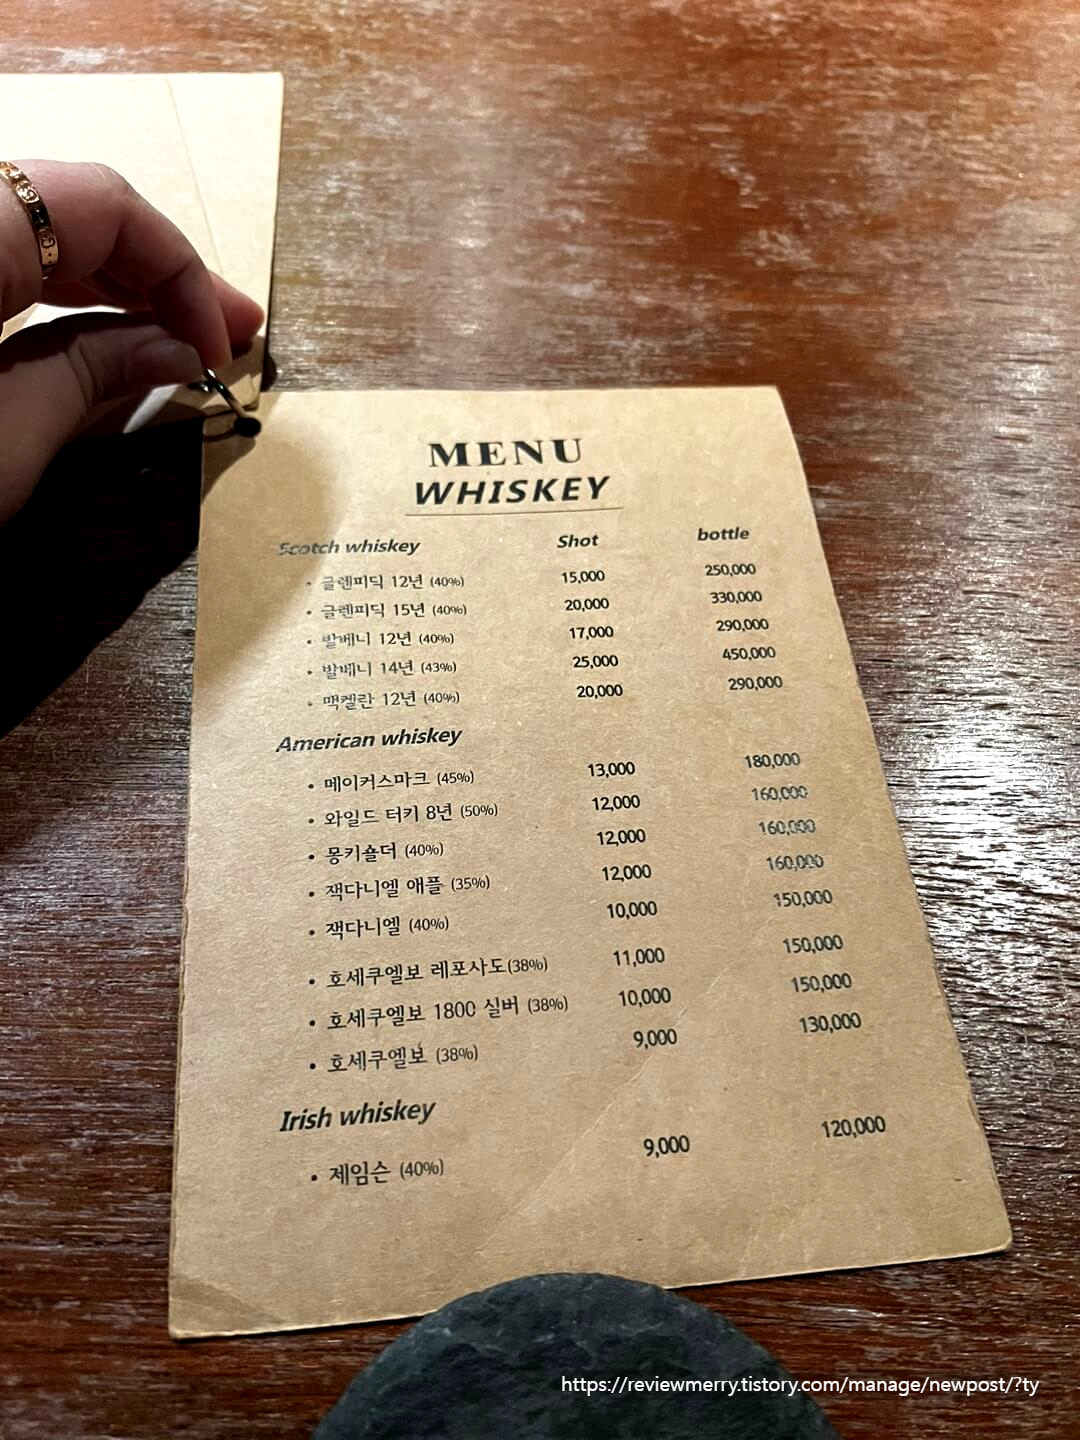 MENU
WHISKEY
Scotch whiskey Shot bottle
• 글렌피딕 12년 (40%) 15,000 250,000
• 글렌피딕 15년 (40%) 20,000 330,000
• 발베니 12년 (40%) 17,000 290,000
• 발베니 14년 (43%) 25,000 450,000
• 맥켈란 12년 (40%) 20,000 290,000
American whiskey
• 메이커스마크 (45%) 13,000 180,000
• 와일드 터키 8년 (50%) 12,000 160,000
• 몽키숄더 (40%) 12,000 160,000
• 잭다니엘 애플 (35%) 12,000 160,000
• 잭다니엘 (40%) 10,000 150,000
• 호세쿠엘보 레포사도(38%) 11,000 150,000
• 호세쿠엘보 1800 실버 (38%) 10,000 150,000
• 호세쿠엘보 (38%) 9,000 130,000
Irish whiskey
• 제임슨 (40%) 9,000 120,000
https://reviewmerry.tistory.com/manage/newpost/?ty